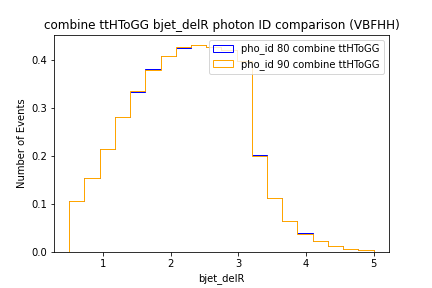 combine ttHToGG bjet_delR photon ID comparison (VBFHH)
pho_id 80 combine ttHToGG
pho_id 90 combine ttHToGG
Number of Events
0.4
0.3
0.2
0.1
0.0
1 2 3 4 5
bjet_delR